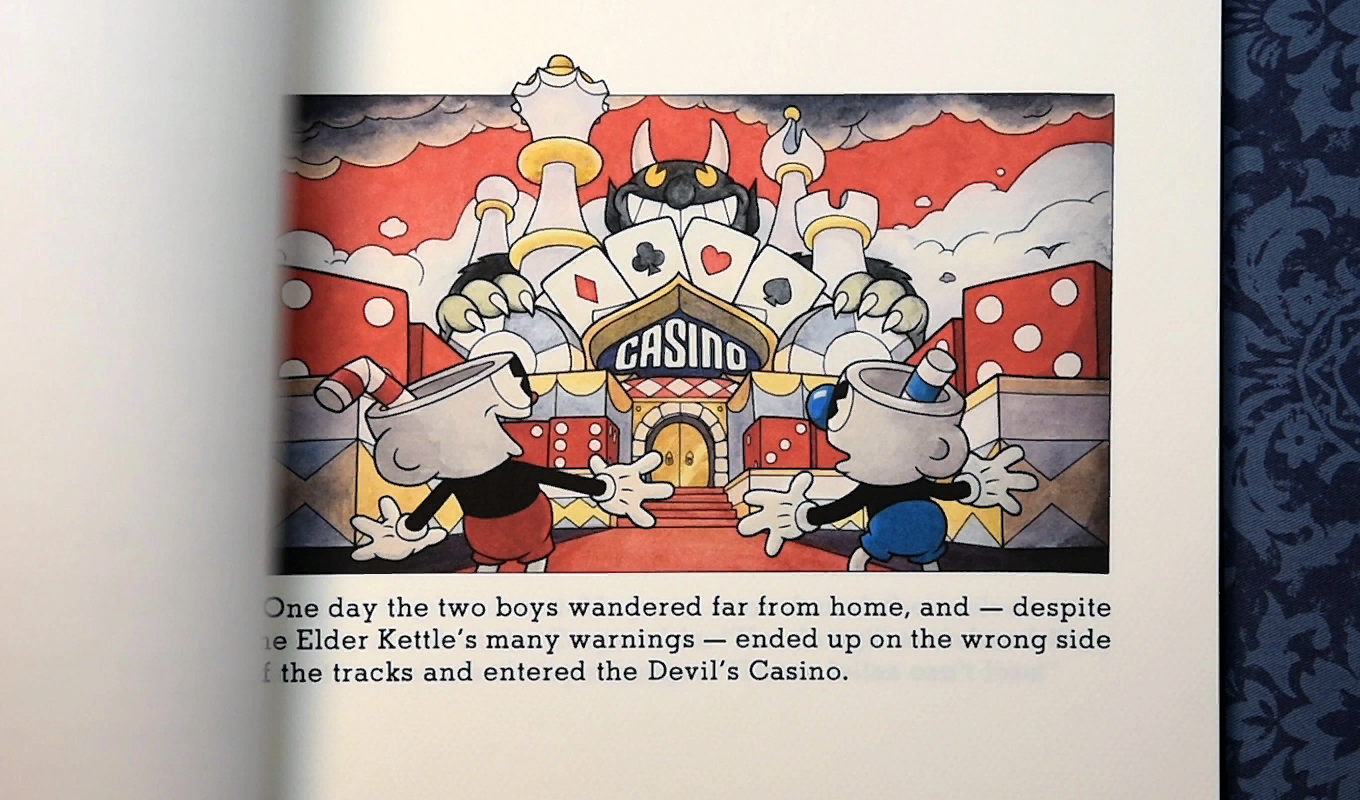 CASINO
One day the two boys wandered far from home, and — despite
Elder Kettle's many warnings — ended up on the wrong side
the tracks and entered the Devil's Casino.